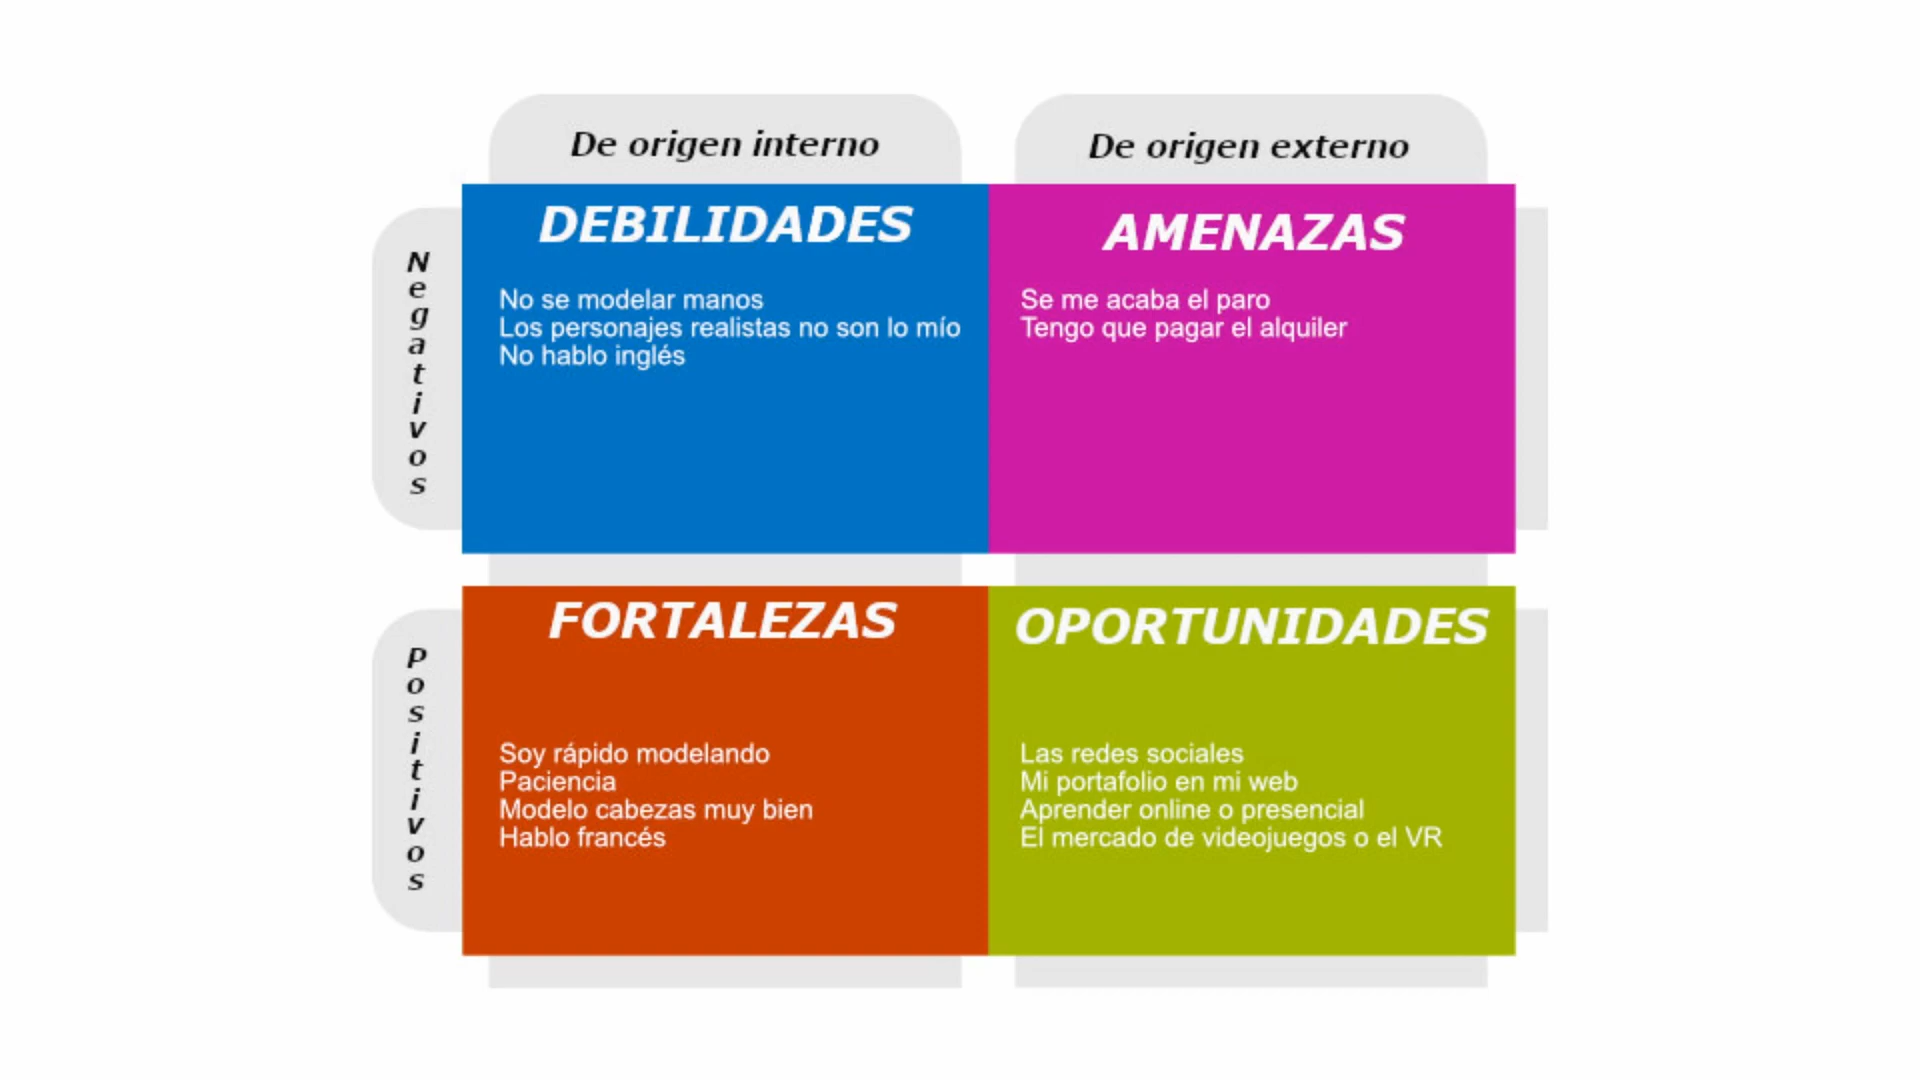 De origen interno
De origen externo
Negativos
DEBILIDADES
No se modelar manos
Los personajes realistas no son lo mío
No hablo inglés
AMENAZAS
Se me acaba el paro
Tengo que pagar el alquiler
Positivos
FORTALEZAS
Soy rápido modelando
Paciencia
Modelo cabezas muy bien
Hablo francés
OPORTUNIDADES
Las redes sociales
Mi portafolio en mi web
Aprender online o presencial
El mercado de videojuegos o el VR